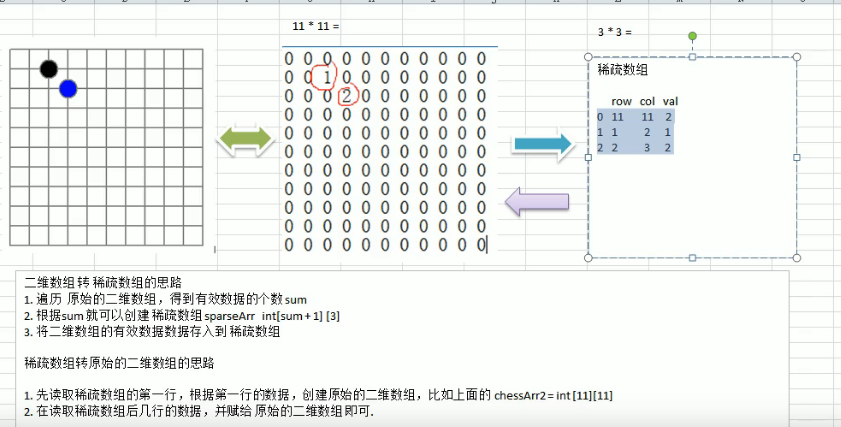 11 * 11 =
3 * 3 =
0 0 0 0 0 0 0 0 0 0 0
0 0 1 0 0 0 0 0 0 0 0
0 0 0 2 0 0 0 0 0 0 0
0 0 0 0 0 0 0 0 0 0 0
0 0 0 0 0 0 0 0 0 0 0
0 0 0 0 0 0 0 0 0 0 0
0 0 0 0 0 0 0 0 0 0 0
0 0 0 0 0 0 0 0 0 0 0
0 0 0 0 0 0 0 0 0 0 0
0 0 0 0 0 0 0 0 0 0 0
0 0 0 0 0 0 0 0 0 0 0
稀疏数组
row col val
0 11 11 2
1 1 2 1
2 2 3 2
二维数组 转 稀疏数组的思路
1. 遍历 原始的二维数组，得到有效数据的个数 sum
2. 根据sum 就可以创建 稀疏数组 sparseArr int[sum + 1] [3]
3. 将二维数组的有效数据数据存入到 稀疏数组
稀疏数组转原始的二维数组的思路
1. 先读取稀疏数组的第一行，根据第一行的数据，创建原始的二维数组，比如上面的 chessArr2 = int [11][11]
2. 在读取稀疏数组后几行的数据，并赋给 原始的二维数组 即可.